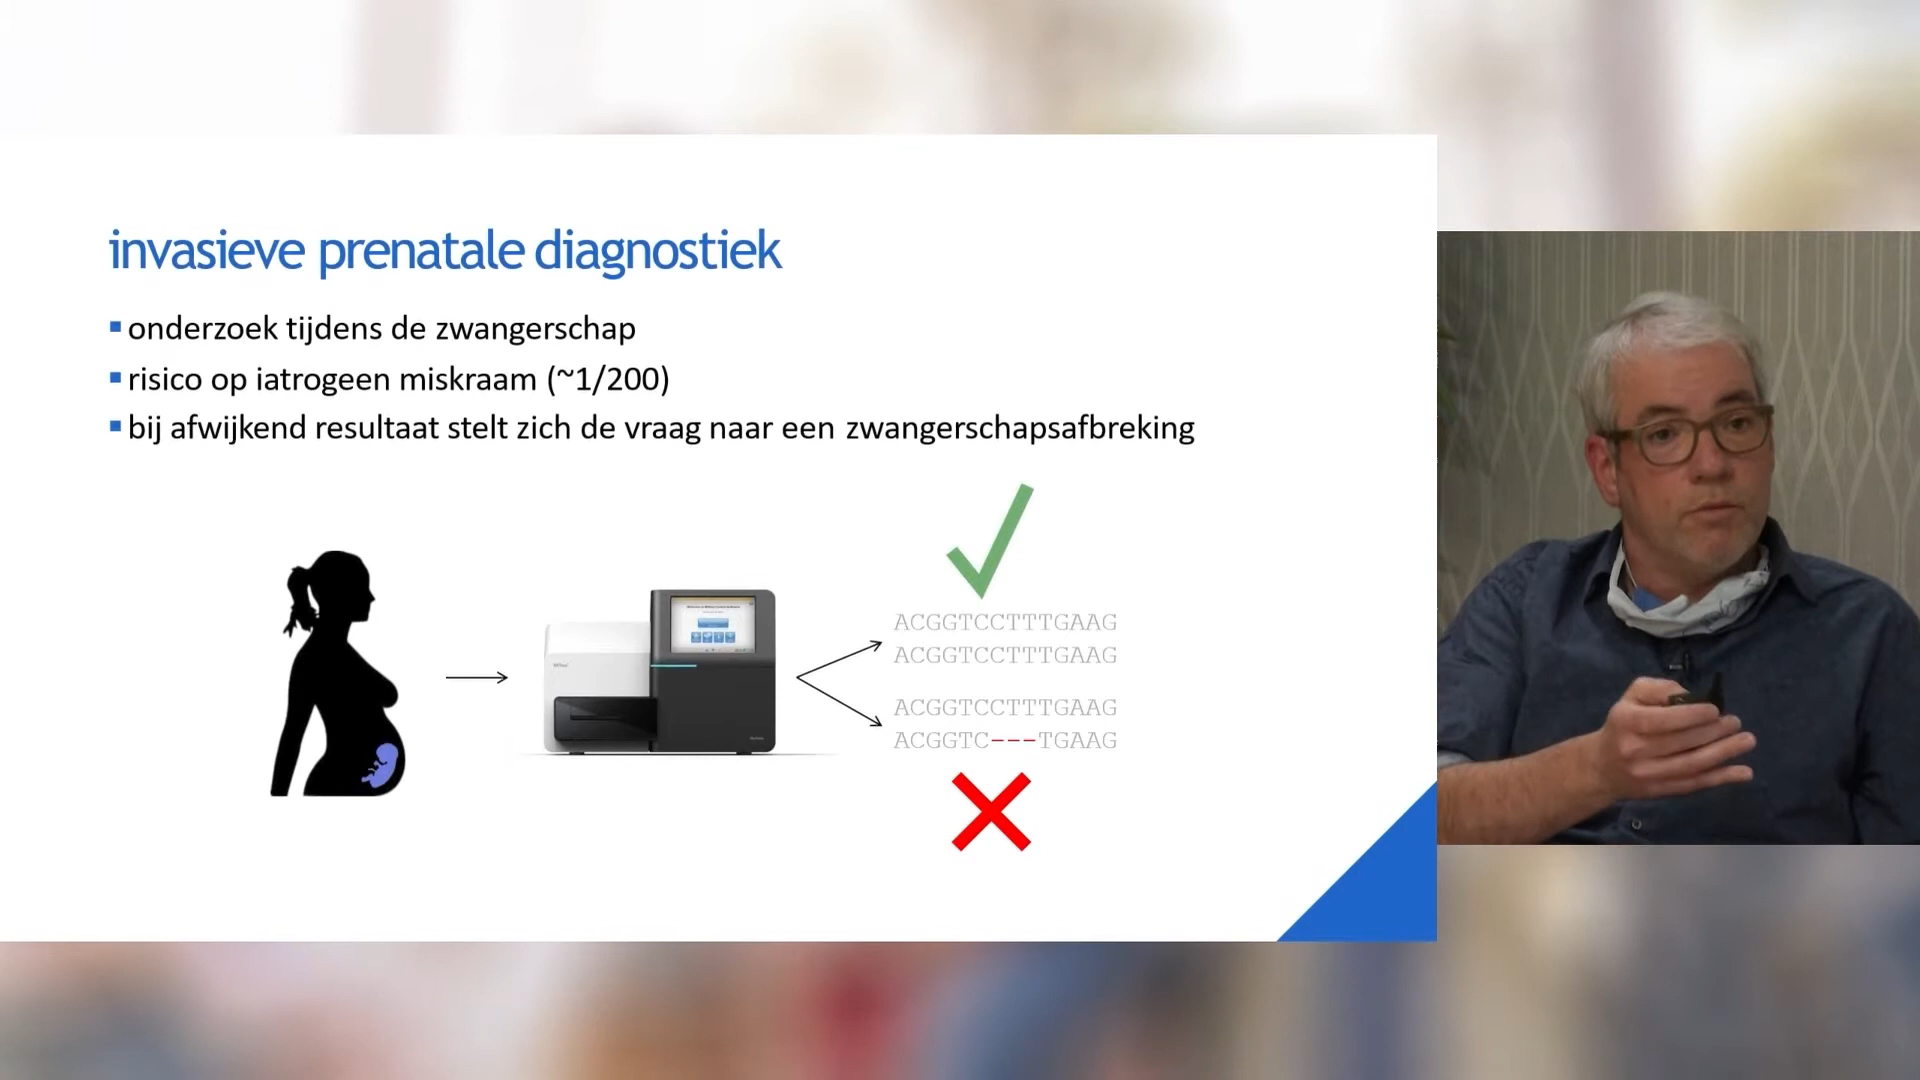 invasieve prenatale diagnostiek
onderzoek tijdens de zwangerschap
risico op iatrogeen miskraam (~1/200)
bij afwijkend resultaat stelt zich de vraag naar een zwangerschapsafbreking
ACGGTCCTTTGAAG
ACGGTCCTTTGAAG
ACGGTCCTTTGAAG
ACGGTC---TGAAG